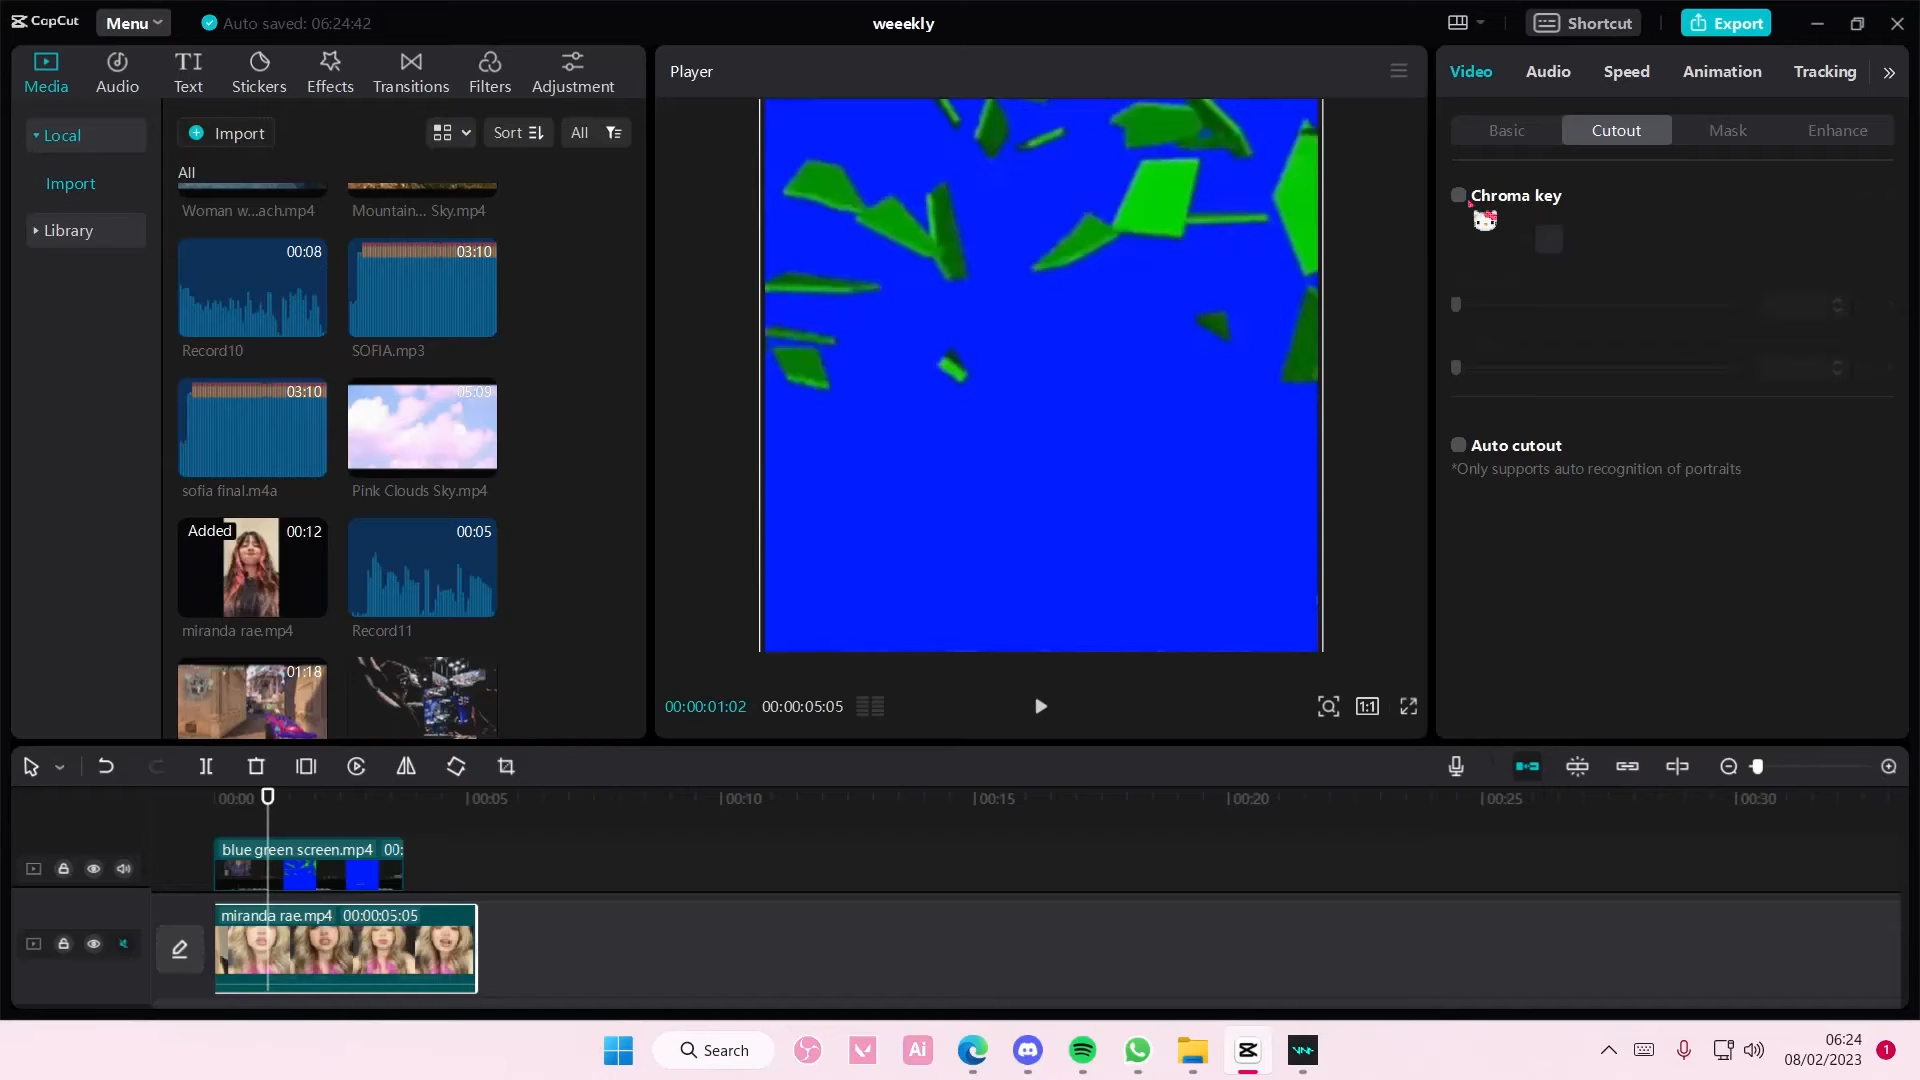 CapCut Menu Auto saved: 06:24:42 weeekly Shortcut Export
Media Audio Text Stickers Effects Transitions Filters Adjustment
Local
Import
Library
Import Sort All
All
Woman w...ach.mp4 Mountain... Sky.mp4
00:08 03:10
Record10 SOFIA.mp3
03:10 05:09
sofia final.m4a Pink Clouds Sky.mp4
Added 00:12 00:05
miranda rae.mp4 Record11
01:18
Player
00:00:01:02 00:00:05:05 1:1
Video Audio Speed Animation Tracking
Basic Cutout Mask Enhance
Chroma key
Auto cutout
*Only supports auto recognition of portraits
00:00 00:05 00:10 00:15 00:20 00:25 00:30
blue green screen.mp4 00:
miranda rae.mp4 00:00:05:05
Search Ai 06:24
08/02/2023 1